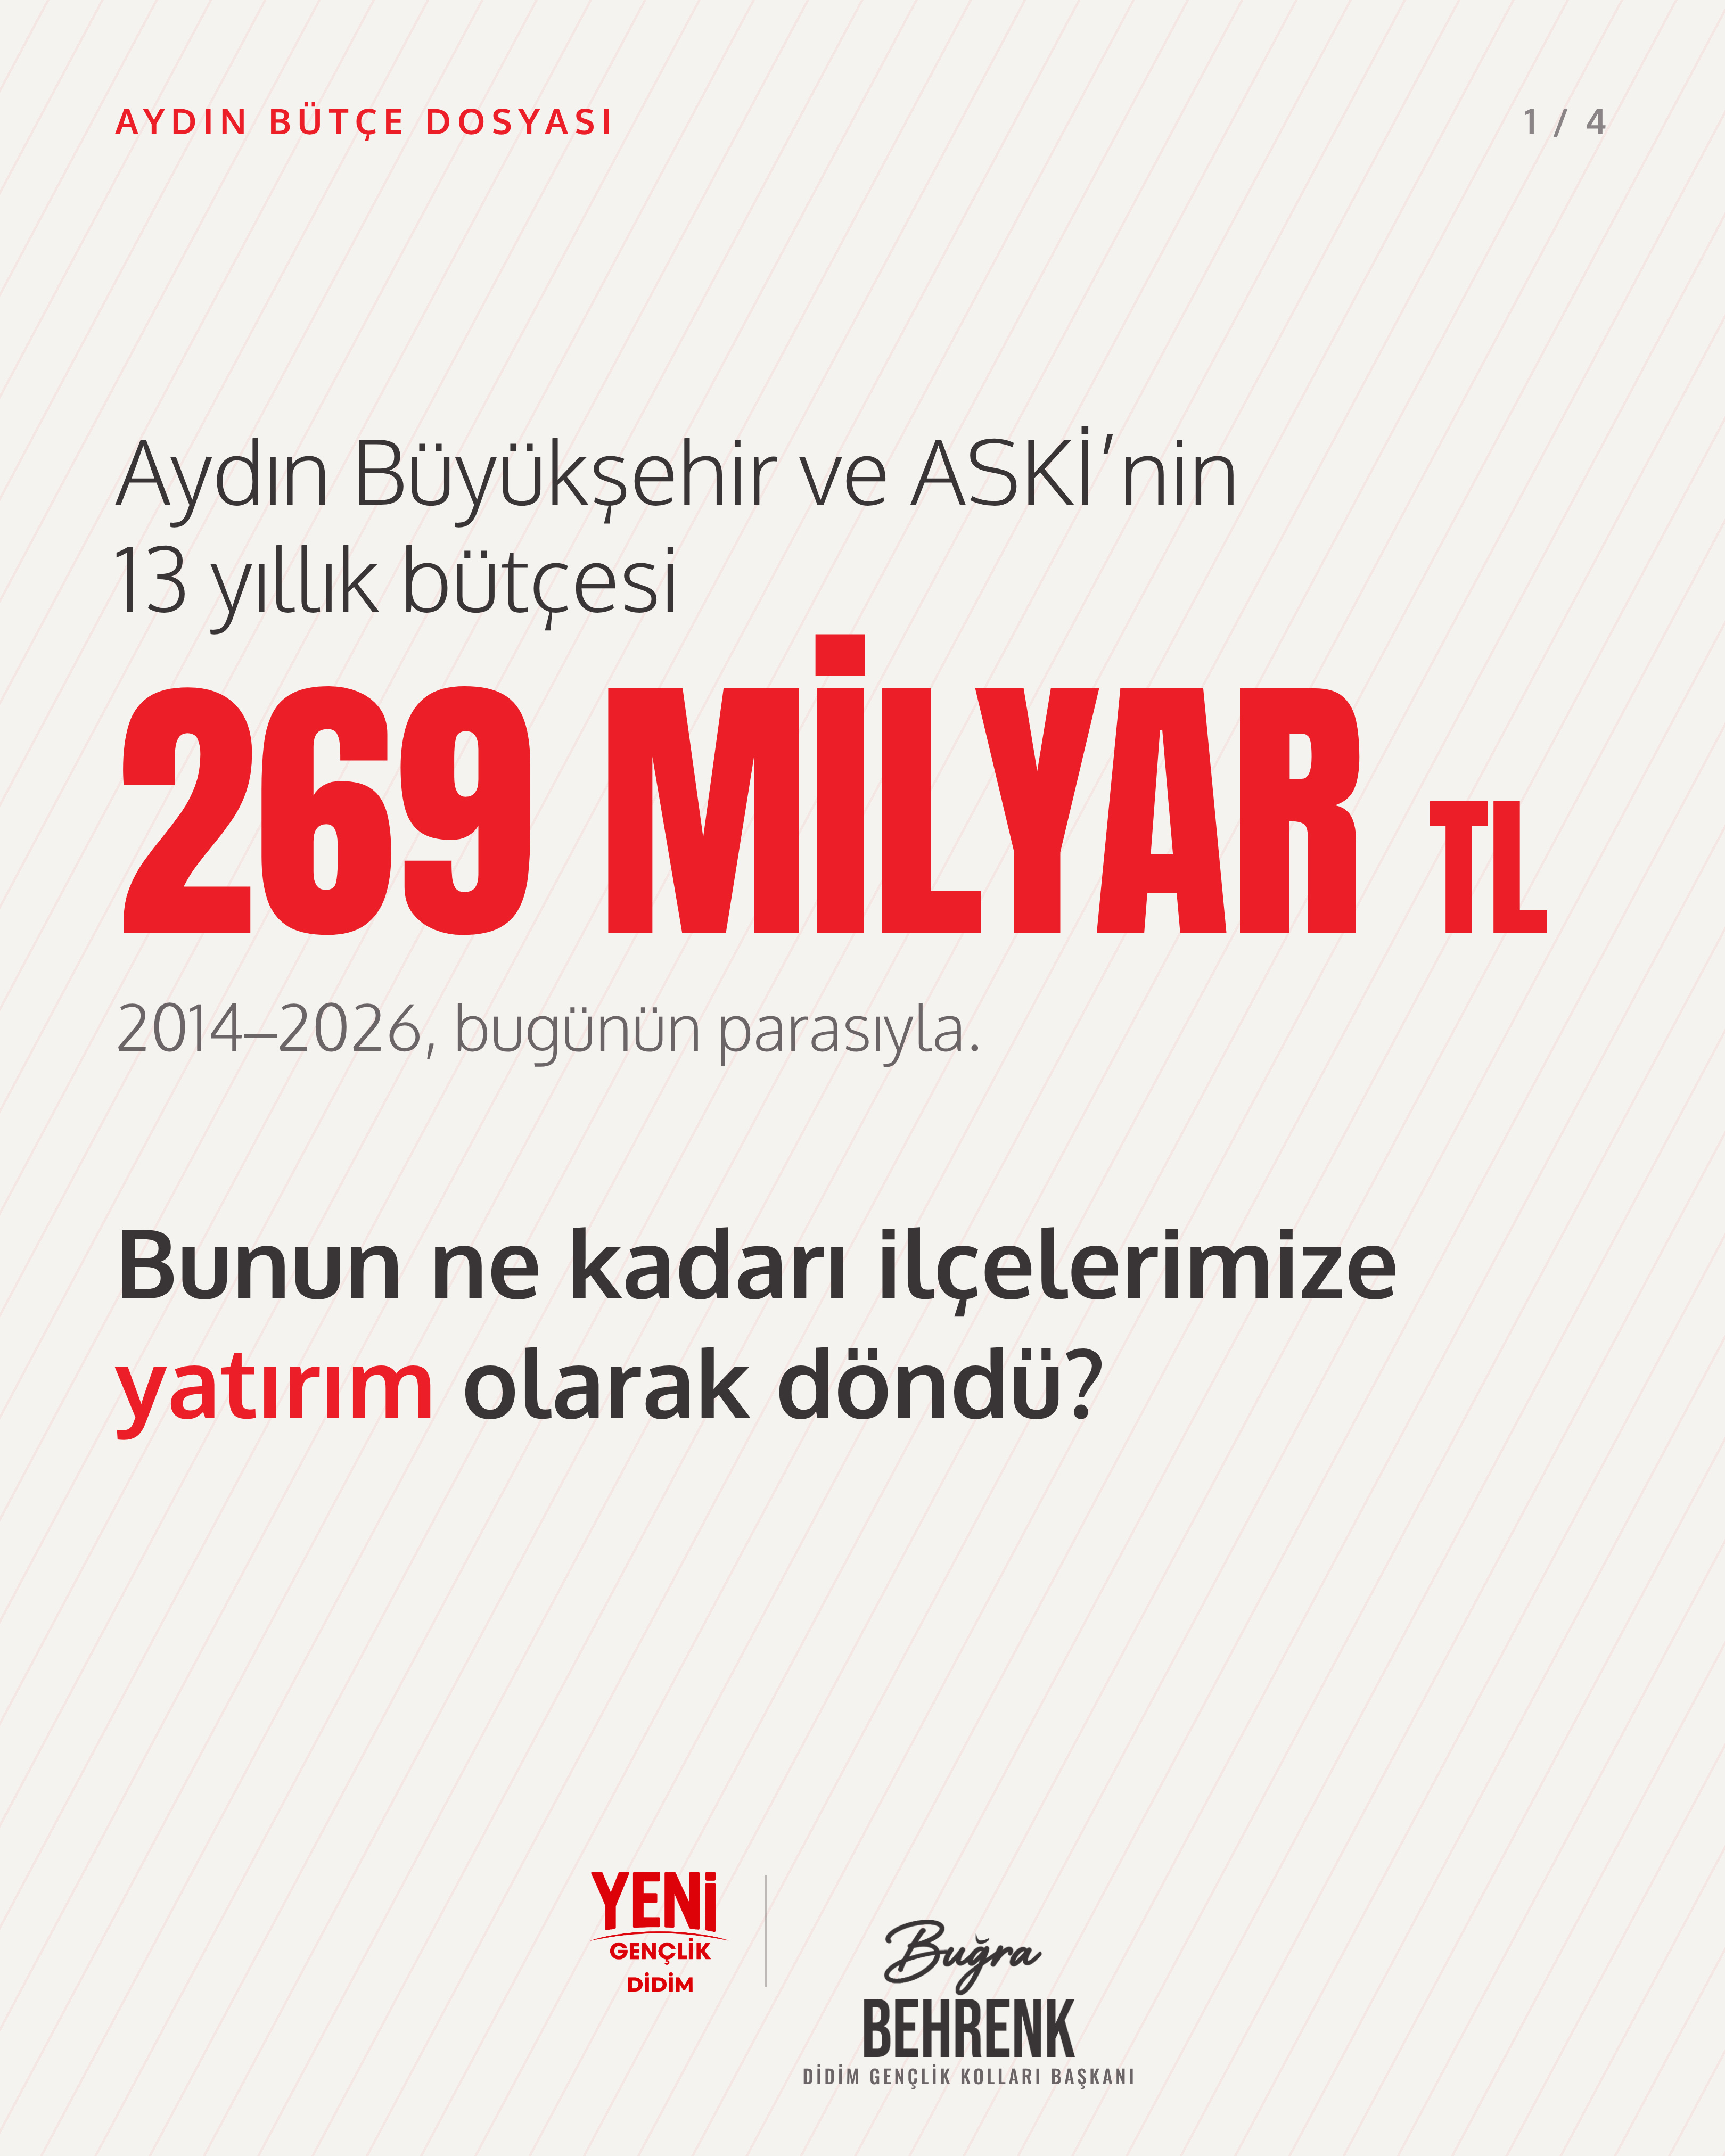 AYDIN BÜTÇE DOSYASI
1 / 4
Aydın Büyükşehir ve ASKİ’nin
13 yıllık bütçesi
269 MİLYAR TL
2014–2026, bugünün parasıyla.
Bunun ne kadarı ilçelerimize
yatırım olarak döndü?
YENİ
GENÇLİK
DİDİM
Buğra
BEHRENK
DİDİM GENÇLİK KOLLARI BAŞKANI